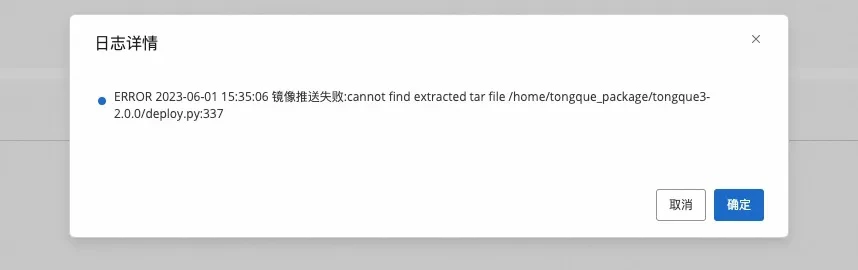 日志详情
ERROR 2023-06-01 15:35:06 镜像推送失败:cannot find extracted tar file /home/tongque_package/tongque3-
2.0.0/deploy.py:337
取消
确定